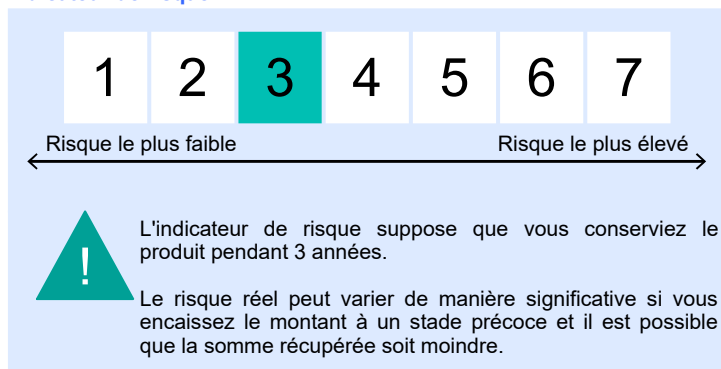 1 2 3 4 5 6 7
Risque le plus faible Risque le plus élevé
!
L'indicateur de risque suppose que vous conserviez le
produit pendant 3 années.
Le risque réel peut varier de manière significative si vous
encaissez le montant à un stade précoce et il est possible
que la somme récupérée soit moindre.